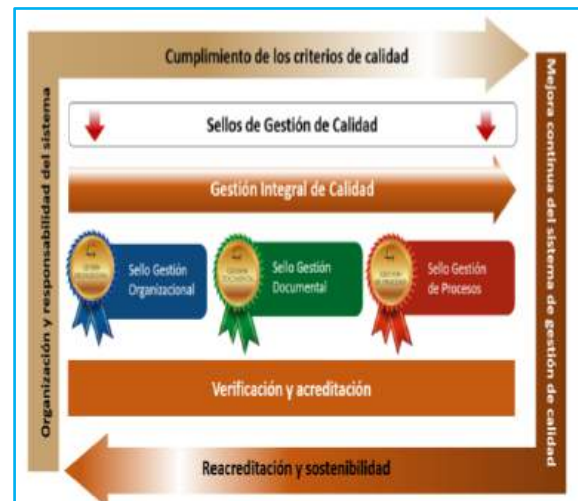 Cumplimiento de los criterios de calidad
Organización y responsabilidad del sistema
Mejora continua del sistema de gestión de calidad
Sellos de Gestión de Calidad
Gestión Integral de Calidad
Sello Gestión
Organizacional
Sello Gestión
Documental
Sello Gestión
de Procesos
Verificación y acreditación
Reacreditación y sostenibilidad